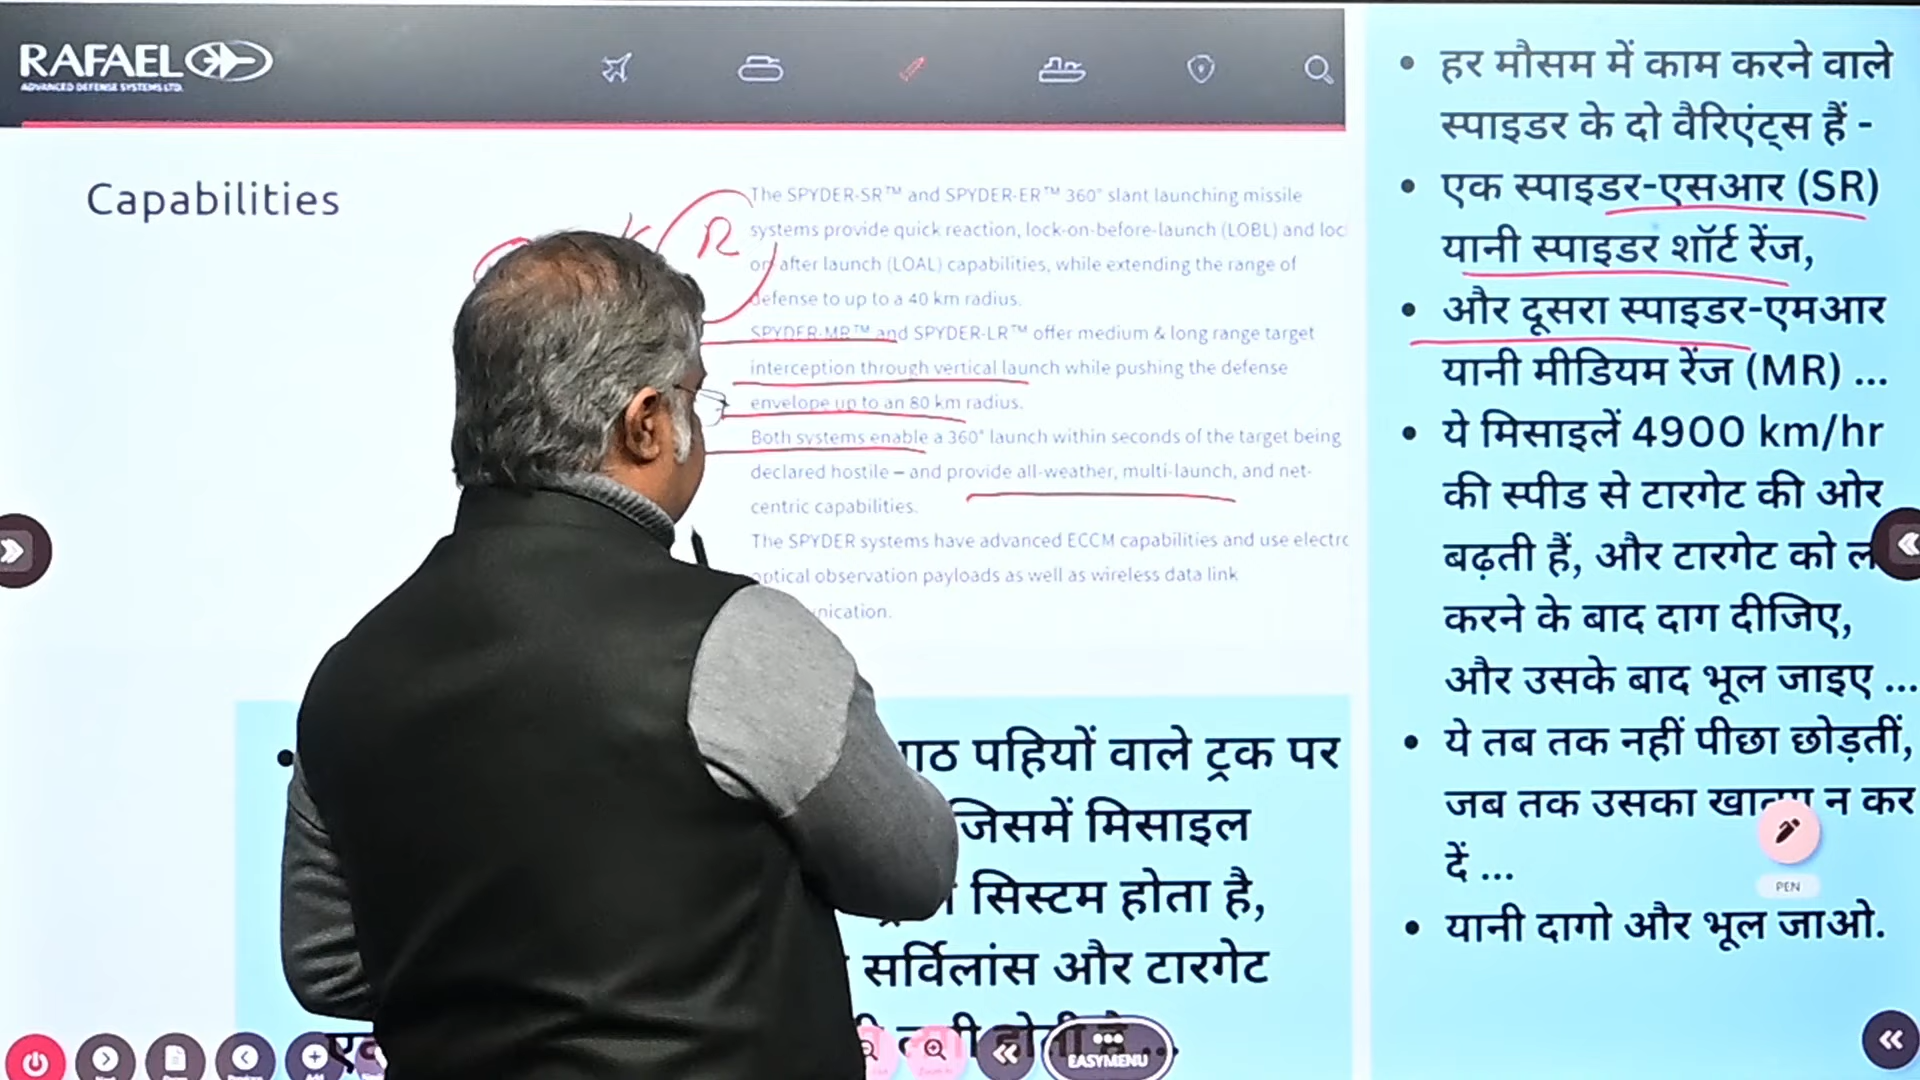 RAFAEL
ADVANCED DEFENSE SYSTEMS LTD.
Capabilities
R
The SPYDER-SR™ and SPYDER-ER™ 360° slant launching missile
systems provide quick reaction, lock-on-before-launch (LOBL) and loc
on after launch (LOAL) capabilities, while extending the range of
defense to up to a 40 km radius.
SPYDER-MR™ and SPYDER-LR™ offer medium & long range target
interception through vertical launch while pushing the defense
envelope up to an 80 km radius.
Both systems enable a 360° launch within seconds of the target being
declared hostile – and provide all-weather, multi-launch, and net-
centric capabilities.
The SPYDER systems have advanced ECCM capabilities and use electro
optical observation payloads as well as wireless data link
पहियों वाले ट्रक पर
जिसमें मिसाइल
सिस्टम होता है,
सर्विलांस और टारगेट
होती है ...
• हर मौसम में काम करने वाले
स्पाइडर के दो वैरिएंट्स हैं -
• एक स्पाइडर-एसआर (SR)
यानी स्पाइडर शॉर्ट रेंज,
• और दूसरा स्पाइडर-एमआर
यानी मीडियम रेंज (MR) ...
• ये मिसाइलें 4900 km/hr
की स्पीड से टारगेट की ओर
बढ़ती हैं, और टारगेट को
करने के बाद दाग दीजिए,
और उसके बाद भूल जाइए ...
• ये तब तक नहीं पीछा छोड़तीं,
जब तक उसका न कर
दें ...
• यानी दागो और भूल जाओ.
PEN
EASYMENU